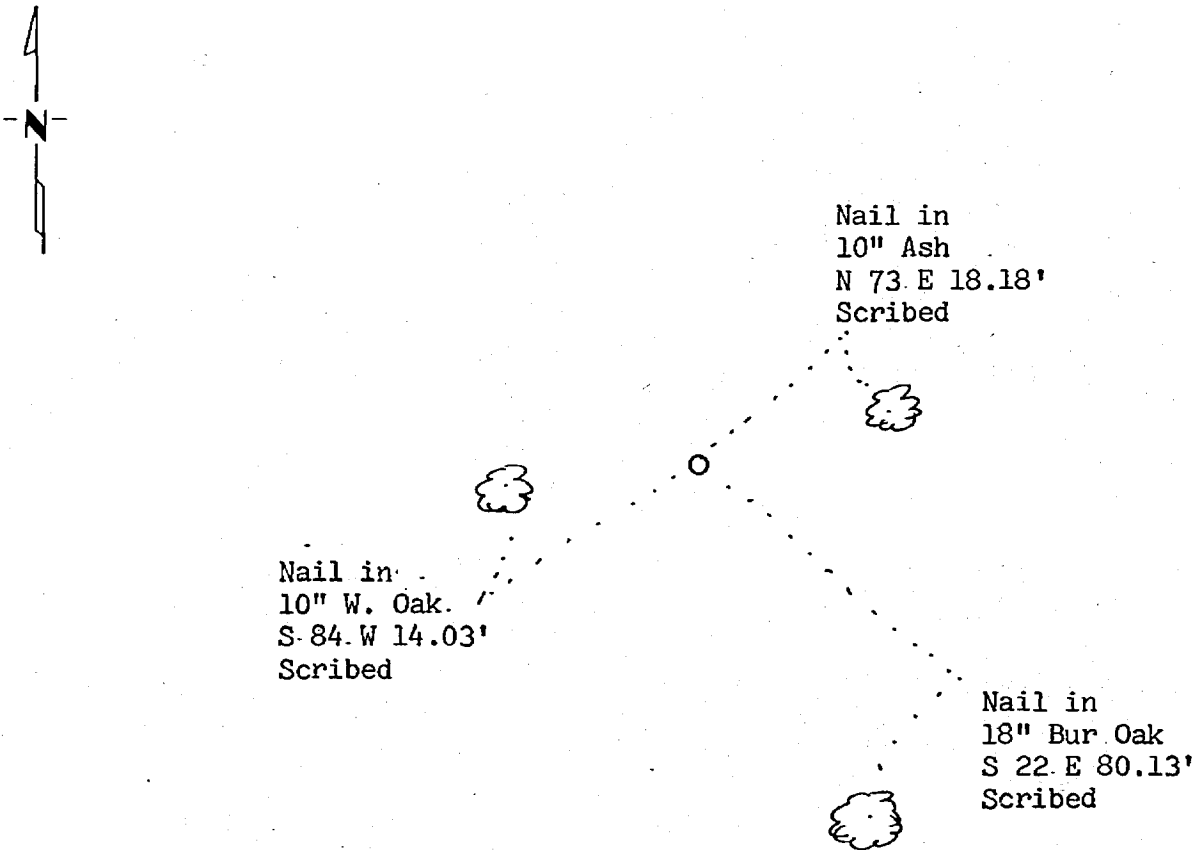 N
Nail in
10" Ash
N 73 E 18.18'
Scribed
Nail in
10" W. Oak
S 84 W 14.03'
Scribed
Nail in
18" Bur Oak
S 22 E 80.13'
Scribed